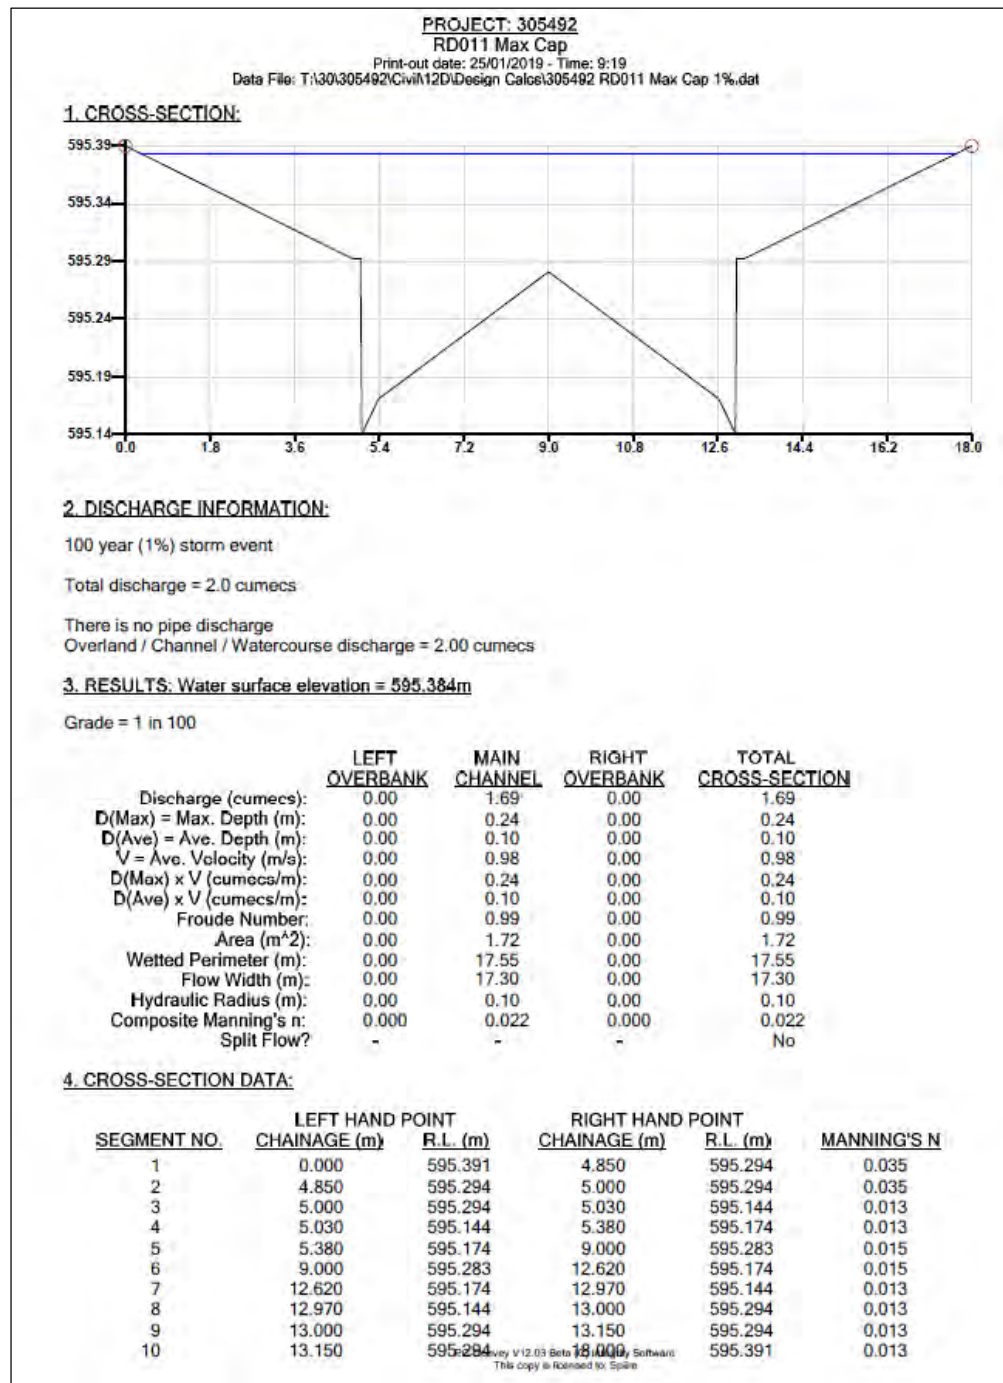 PROJECT: 305492
RD011 Max Cap
Print-out date: 25/01/2019 - Time: 9:19
Data File: T:\30\305492\Civil\12D\Design Calcs\305492 RD011 Max Cap 1%.dat
1. CROSS-SECTION:
595.39
595.34
595.29
595.24
595.19
595.14
0.0 1.8 3.6 5.4 7.2 9.0 10.8 12.6 14.4 16.2 18.0
2. DISCHARGE INFORMATION:
100 year (1%) storm event
Total discharge = 2.0 cumecs
There is no pipe discharge
Overland / Channel / Watercourse discharge = 2.00 cumecs
3. RESULTS: Water surface elevation = 595.384m
Grade = 1 in 100
LEFT MAIN RIGHT TOTAL
OVERBANK CHANNEL OVERBANK CROSS-SECTION
Discharge (cumecs): 0.00 1.69 0.00 1.69
D(Max) = Max. Depth (m): 0.00 0.24 0.00 0.24
D(Ave) = Ave. Depth (m): 0.00 0.10 0.00 0.10
V = Ave. Velocity (m/s): 0.00 0.98 0.00 0.98
D(Max) x V (cumecs/m): 0.00 0.24 0.00 0.24
D(Ave) x V (cumecs/m): 0.00 0.10 0.00 0.10
Froude Number: 0.00 0.99 0.00 0.99
Area (m^2): 0.00 1.72 0.00 1.72
Wetted Perimeter (m): 0.00 17.55 0.00 17.55
Flow Width (m): 0.00 17.30 0.00 17.30
Hydraulic Radius (m): 0.00 0.10 0.00 0.10
Composite Manning's n: 0.000 0.022 0.000 0.022
Split Flow? - - - No
4. CROSS-SECTION DATA:
LEFT HAND POINT RIGHT HAND POINT
SEGMENT NO. CHAINAGE (m) R.L. (m) CHAINAGE (m) R.L. (m) MANNING'S N
1 0.000 595.391 4.850 595.294 0.035
2 4.850 595.294 5.000 595.294 0.035
3 5.000 595.294 5.030 595.144 0.013
4 5.030 595.144 5.380 595.174 0.013
5 5.380 595.174 9.000 595.283 0.015
6 9.000 595.283 12.620 595.174 0.015
7 12.620 595.174 12.970 595.144 0.013
8 12.970 595.144 13.000 595.294 0.013
9 13.000 595.294 13.150 595.294 0.013
10 13.150 595.294 18.000 595.391 0.013
V12.03 Beta Software
This copy is licensed to: Spiire